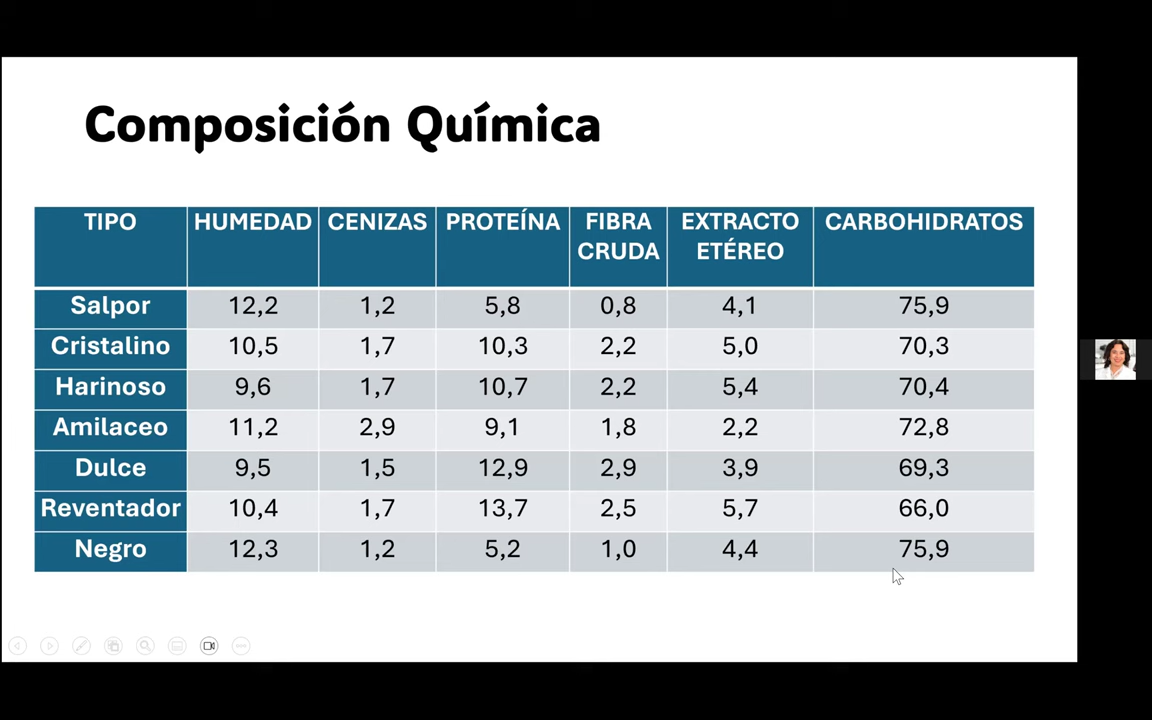 Composición Química
TIPO HUMEDAD CENIZAS PROTEÍNA FIBRA CRUDA EXTRACTO ETÉREO CARBOHIDRATOS
Salpor 12,2 1,2 5,8 0,8 4,1 75,9
Cristalino 10,5 1,7 10,3 2,2 5,0 70,3
Harinoso 9,6 1,7 10,7 2,2 5,4 70,4
Amilaceo 11,2 2,9 9,1 1,8 2,2 72,8
Dulce 9,5 1,5 12,9 2,9 3,9 69,3
Reventador 10,4 1,7 13,7 2,5 5,7 66,0
Negro 12,3 1,2 5,2 1,0 4,4 75,9